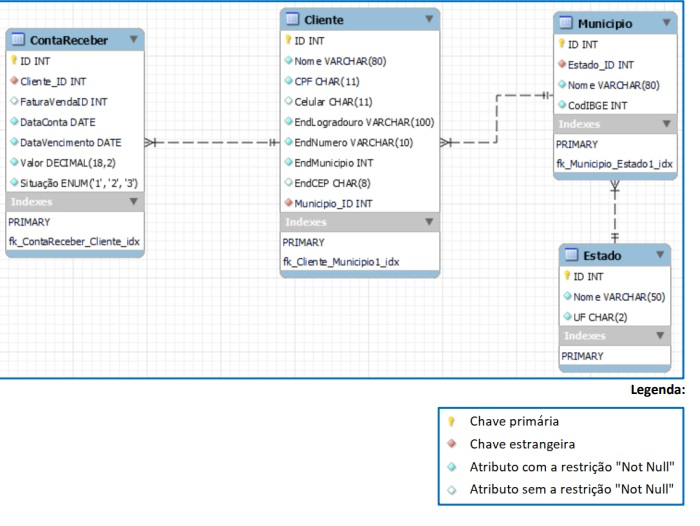 ContaReceber
ID INT
Cliente_ID INT
FaturaVendaID INT
DataConta DATE
DataVencimento DATE
Valor DECIMAL(18,2)
Situação ENUM('1', '2', '3')
Indexes
PRIMARY
fk_ContaReceber_Cliente_idx
Cliente
ID INT
Nome VARCHAR(80)
CPF CHAR(11)
Celular CHAR(11)
EndLogradouro VARCHAR(100)
EndNumero VARCHAR(10)
EndMunicipio INT
EndCEP CHAR(8)
Municipio_ID INT
Indexes
PRIMARY
fk_Cliente_Municipio1_idx
Municipio
ID INT
Estado_ID INT
Nome VARCHAR(80)
CodIBGE INT
Indexes
PRIMARY
fk_Municipio_Estado1_idx
Estado
ID INT
Nome VARCHAR(50)
UF CHAR(2)
Indexes
PRIMARY
Legenda:
Chave primária
Chave estrangeira
Atributo com a restrição "Not Null"
Atributo sem a restrição "Not Null"